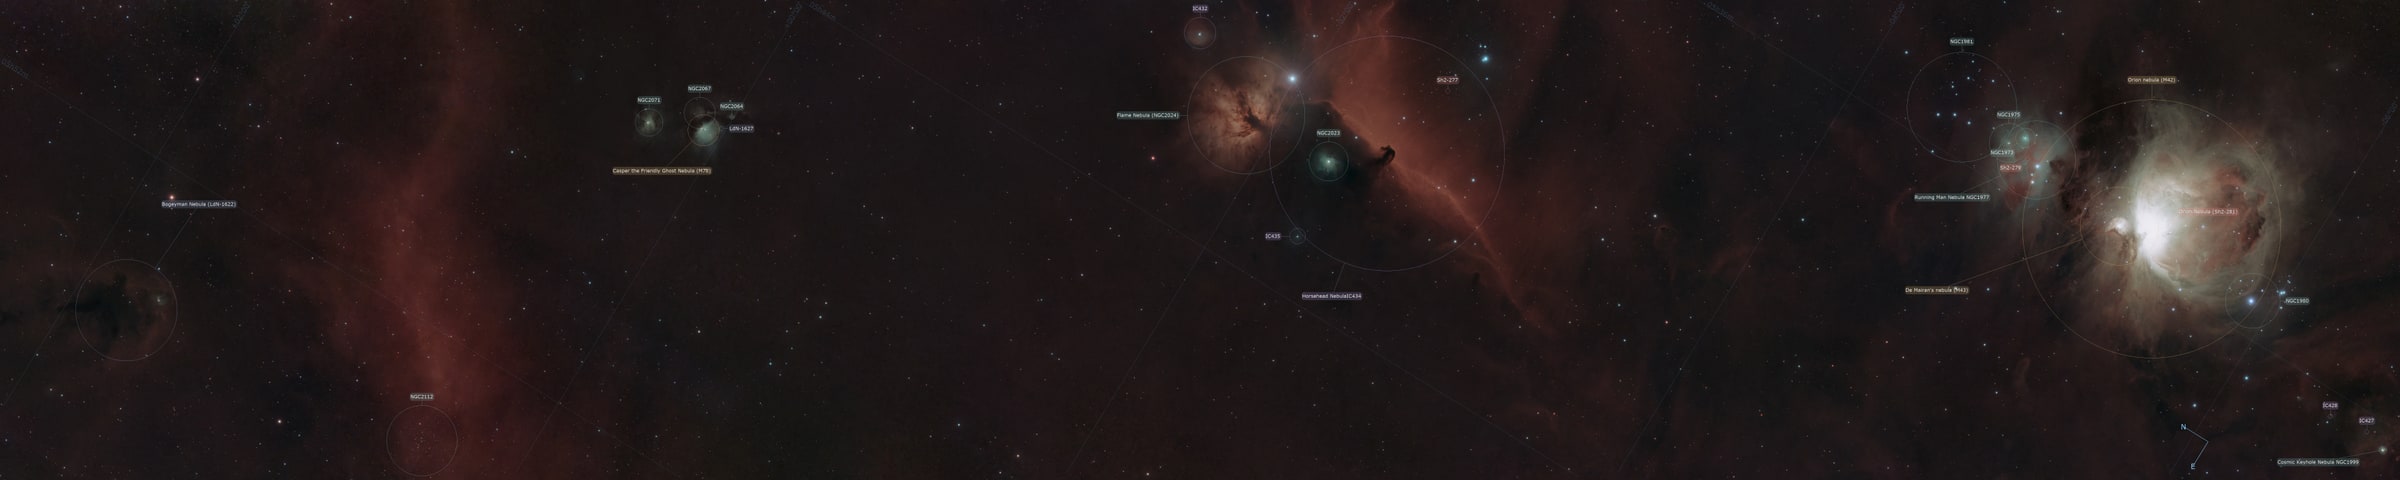 IC432
NGC1981
Sh2-277
Orion nebula (M42)
NGC2071
NGC2067
NGC2064
LdN-1627
Flame Nebula (NGC2024)
NGC2023
NGC1975
NGC1973
Sh2-279
Casper the Friendly Ghost Nebula (M78)
Running Man Nebula NGC1977
Bogeyman Nebula (LdN-1622)
Orion Nebula (Sh2-281)
IC435
De Mairan's nebula (M43)
Horsehead NebulaIC434
NGC1980
NGC2112
IC428
IC427
N
Cosmic Keyhole Nebula NGC1999
E